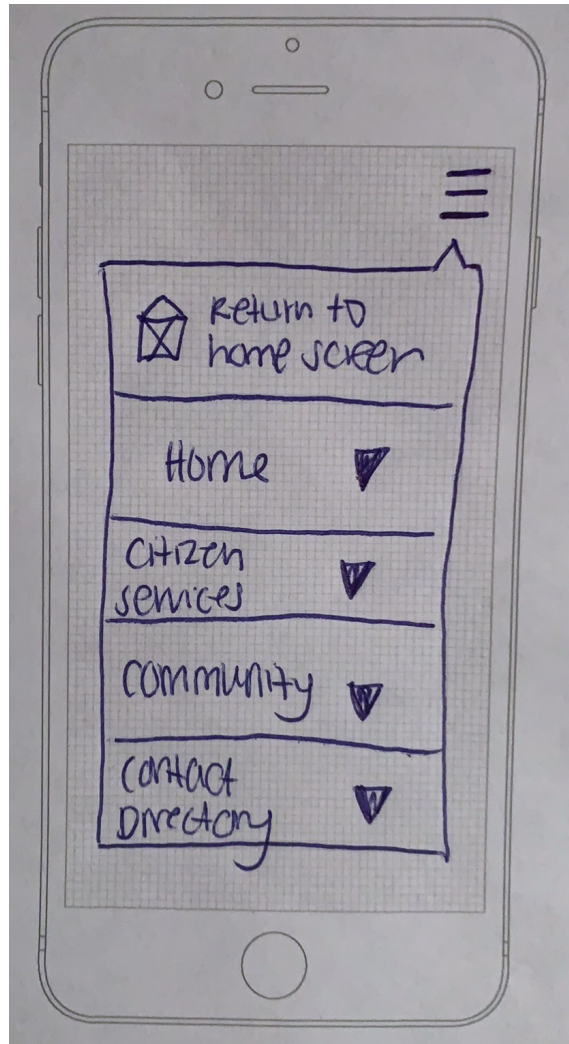 Return to
home screen
Home
Citizen
services
community
contact
Directory